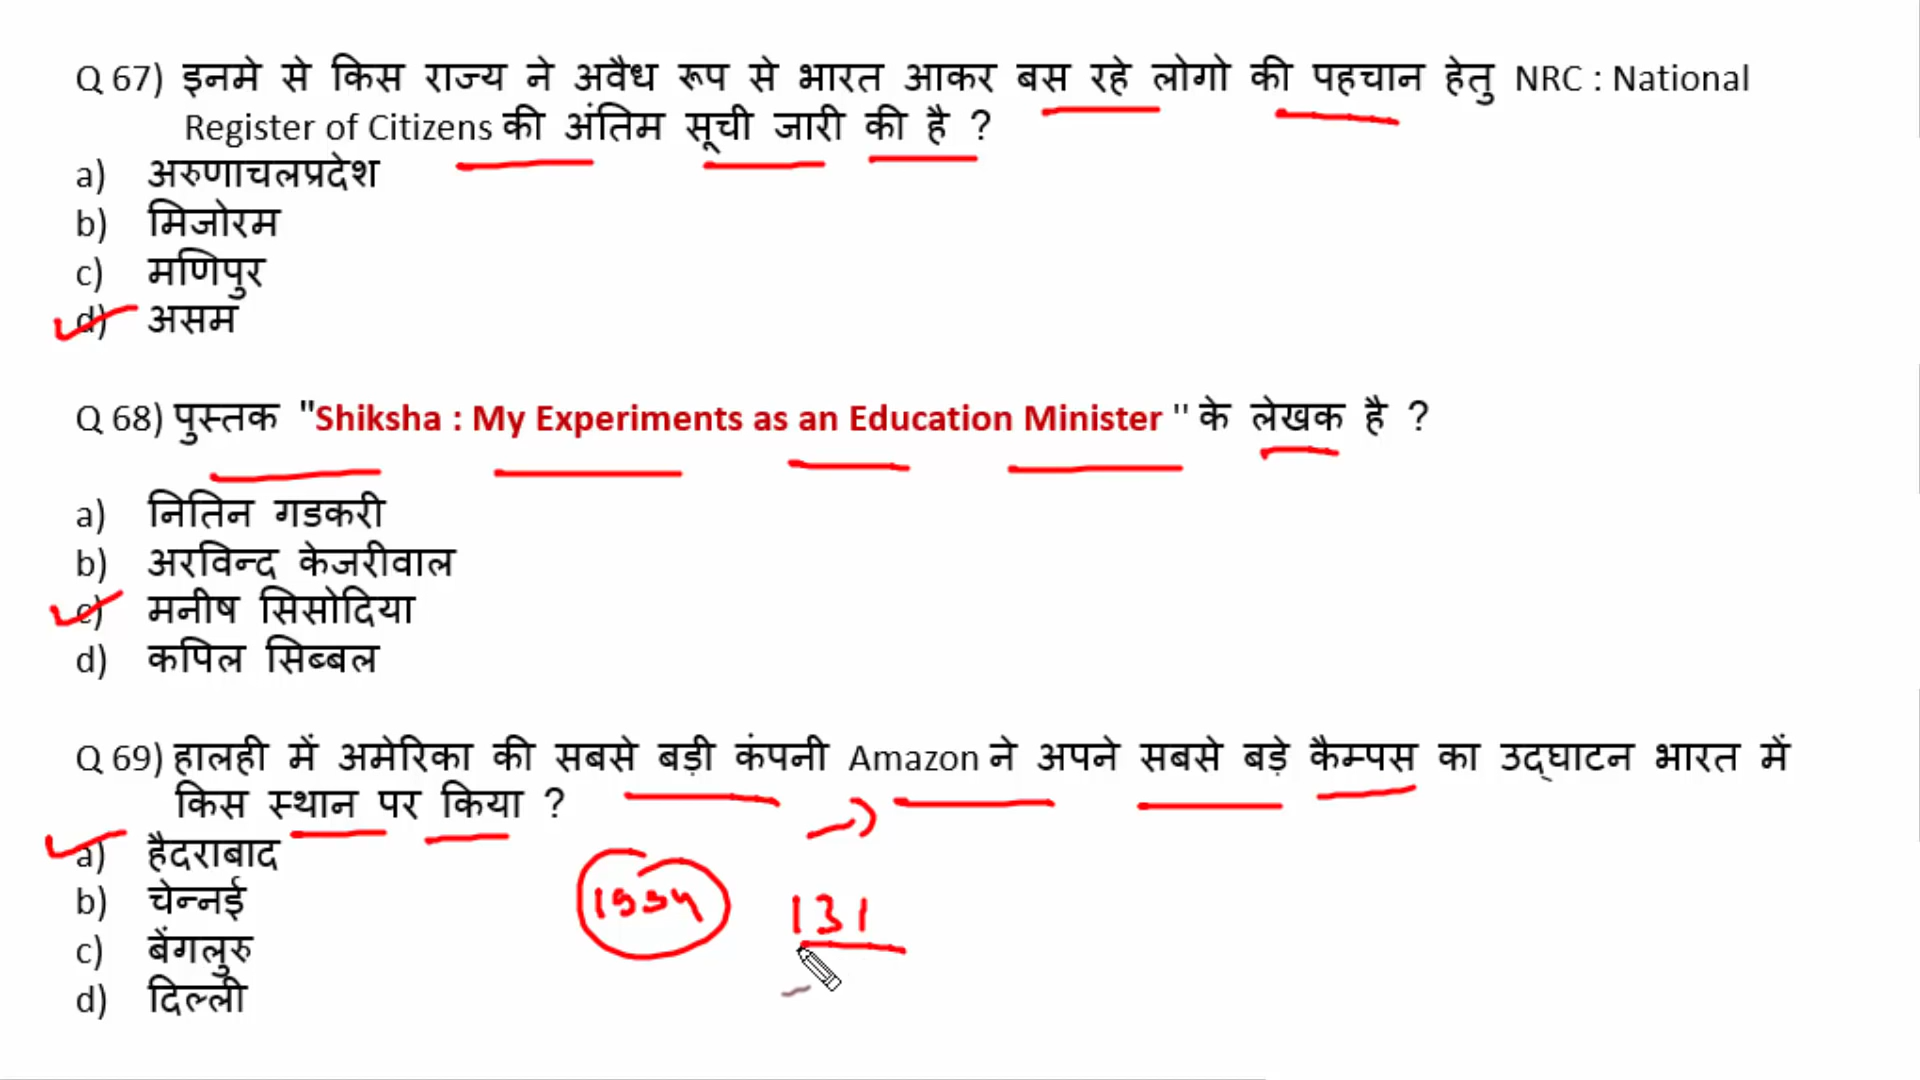 Q 67) इनमे से किस राज्य ने अवैध रूप से भारत आकर बस रहे लोगो की पहचान हेतु NRC : National
Register of Citizens की अंतिम सूची जारी की है ?
a) अरुणाचलप्रदेश
b) मिजोरम
c) मणिपुर
d) असम
Q 68) पुस्तक "Shiksha : My Experiments as an Education Minister " के लेखक है ?
a) नितिन गडकरी
b) अरविन्द केजरीवाल
c) मनीष सिसोदिया
d) कपिल सिब्बल
Q 69) हालही में अमेरिका की सबसे बड़ी कंपनी Amazon ने अपने सबसे बड़े कैम्पस का उद्घाटन भारत में
किस स्थान पर किया ?
a) हैदराबाद
b) चेन्नई
c) बेंगलुरु
d) दिल्ली
131